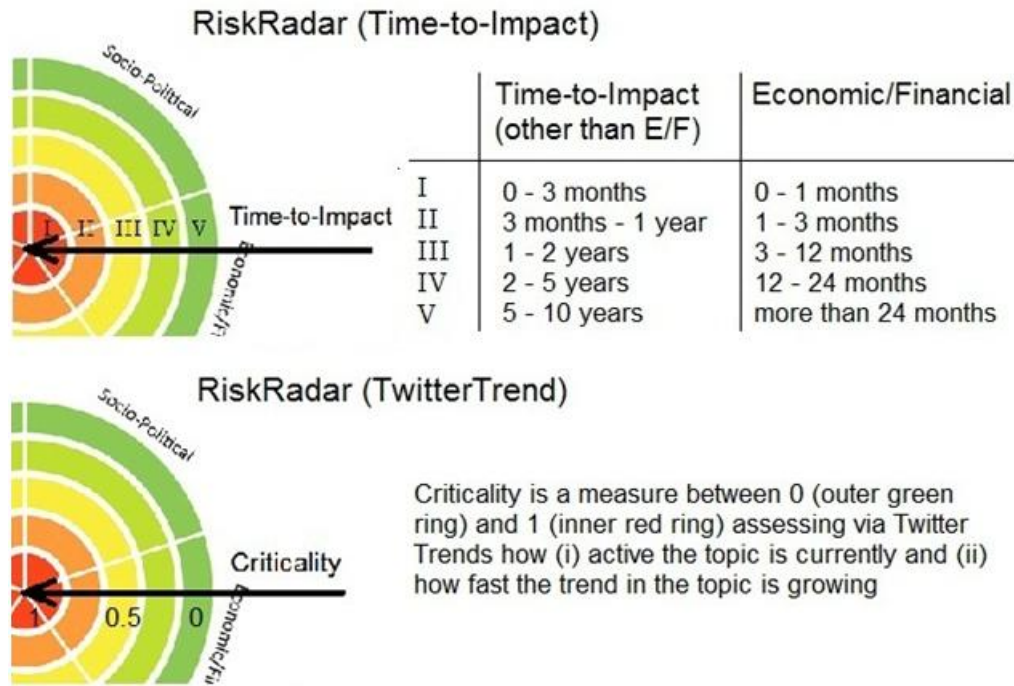 RiskRadar (Time-to-Impact)
Socio-Political
Time-to-Impact
(other than E/F)
Economic/Financial
I II III IV V
Time-to-Impact
Economic/Fi
I 0 - 3 months 0 - 1 months
II 3 months - 1 year 1 - 3 months
III 1 - 2 years 3 - 12 months
IV 2 - 5 years 12 - 24 months
V 5 - 10 years more than 24 months
RiskRadar (TwitterTrend)
Socio-Political
Criticality
1 0.5 0
Economic/Fi
Criticality is a measure between 0 (outer green
ring) and 1 (inner red ring) assessing via Twitter
Trends how (i) active the topic is currently and (ii)
how fast the trend in the topic is growing